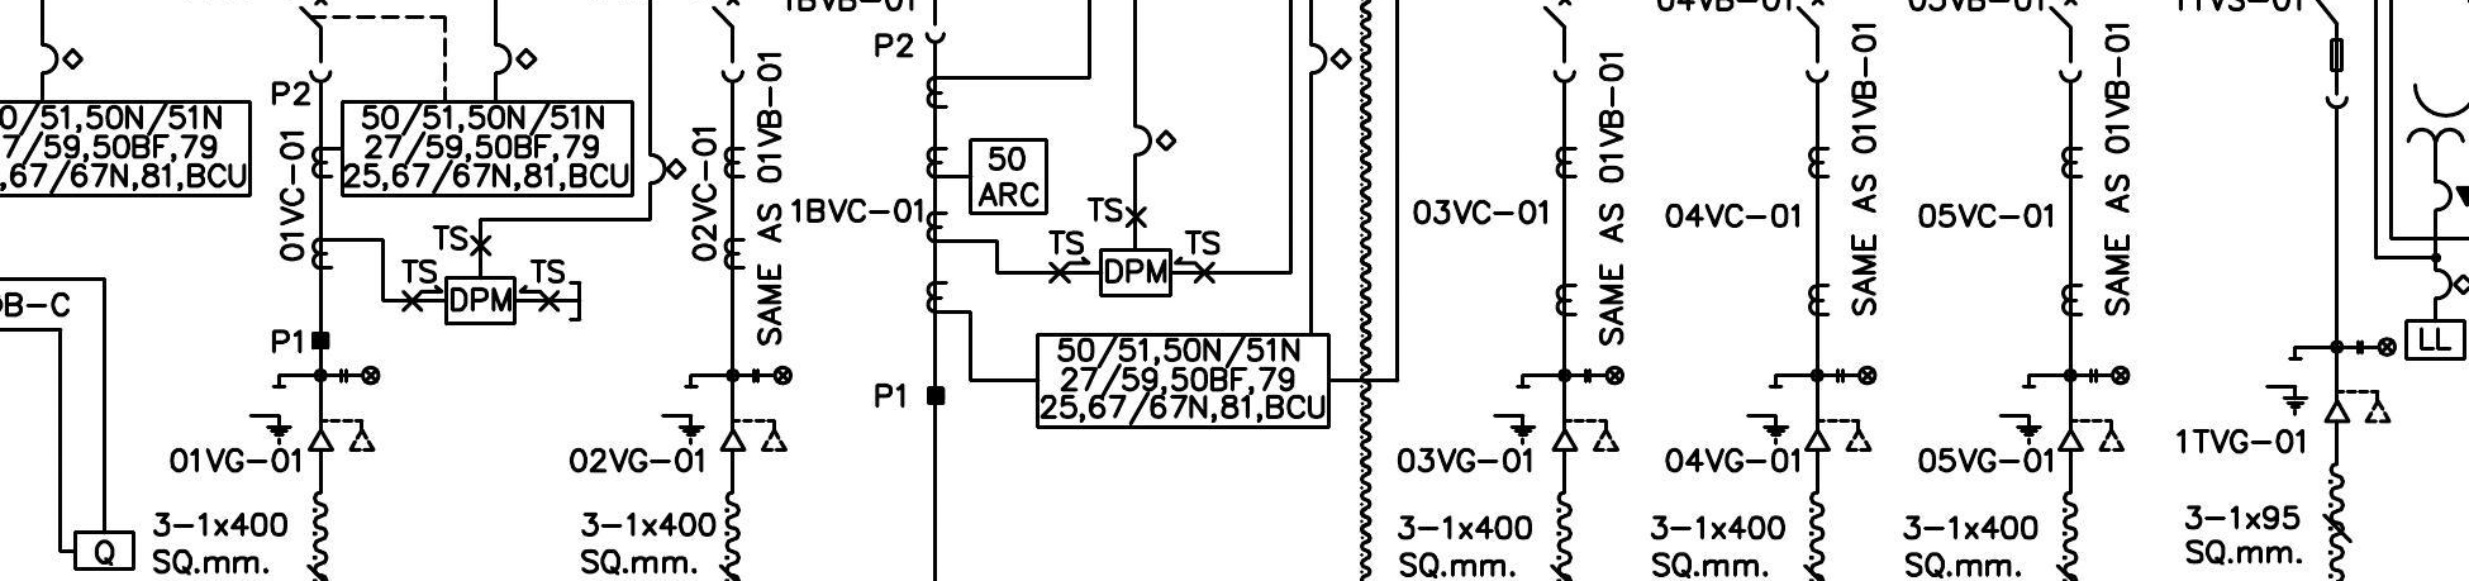 1BVB-01
04VB-01
05VB-01
1TVS-01
P2
P2
50/51,50N/51N
27/59,50BF,79
,67/67N,81,BCU
01VC-01
50/51,50N/51N
27/59,50BF,79
25,67/67N,81,BCU
02VC-01
SAME AS 01VB-01
50
ARC
1BVC-01
TS
TS
TS
DPM
TS
TS
TS
DPM
03VC-01
SAME AS 01VB-01
04VC-01
SAME AS 01VB-01
05VC-01
SAME AS 01VB-01
B-C
P1
P1
50/51,50N/51N
27/59,50BF,79
25,67/67N,81,BCU
LL
01VG-01
02VG-01
03VG-01
04VG-01
05VG-01
1TVG-01
Q
3-1x400
SQ.mm.
3-1x400
SQ.mm.
3-1x400
SQ.mm.
3-1x400
SQ.mm.
3-1x400
SQ.mm.
3-1x95
SQ.mm.